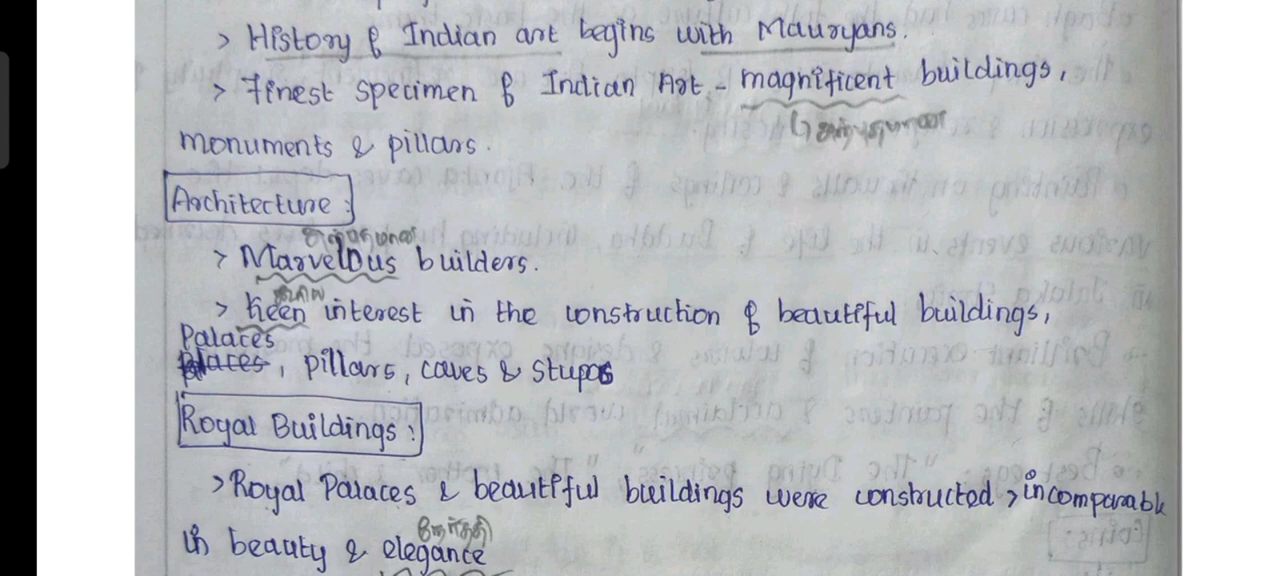 > History of Indian art begins with Mauryans.
> Finest specimen of Indian Art - magnificent buildings,
monuments & pillars.
Architecture :
> Marvelous builders.
> Keen interest in the construction of beautiful buildings,
Palaces
places, pillars, caves & stupas
Royal Buildings :
> Royal Palaces & beautiful buildings were constructed > incomparable
நேர்த்தி
in beauty & elegance